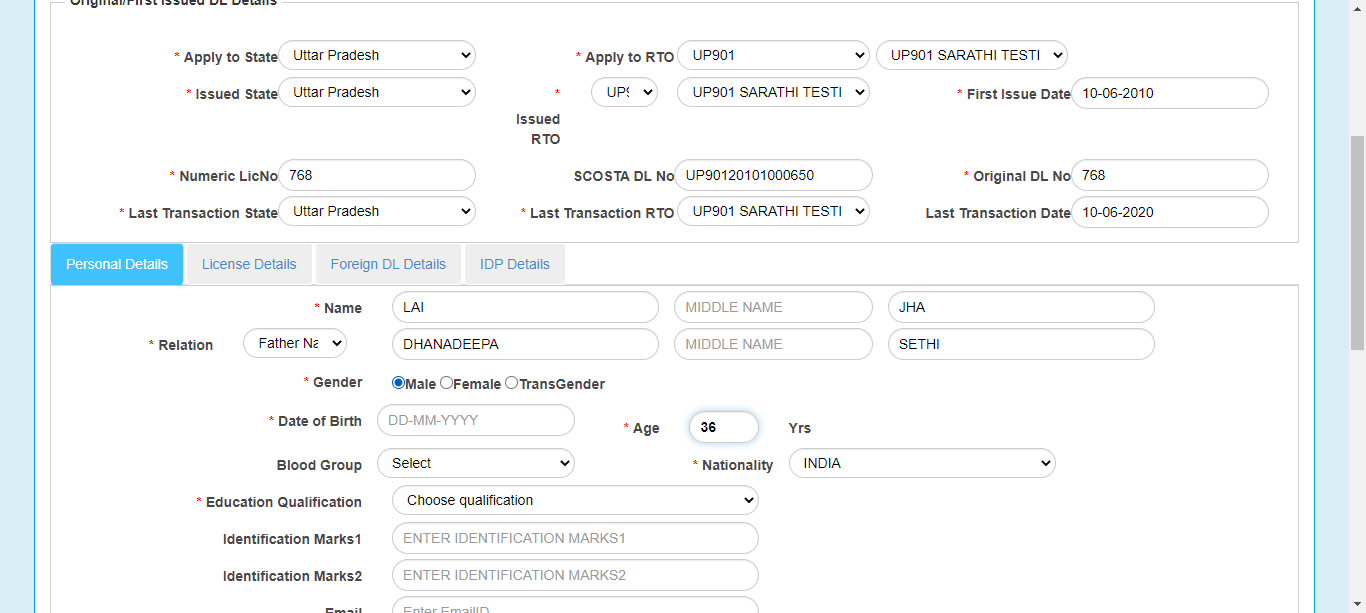 Original/First Issued DL Details
* Apply to State Uttar Pradesh * Apply to RTO UP901 UP901 SARATHI TESTI
* Issued State Uttar Pradesh * Issued RTO UP9 UP901 SARATHI TESTI * First Issue Date 10-06-2010
* Numeric LicNo 768 SCOSTA DL No UP90120101000650 * Original DL No 768
* Last Transaction State Uttar Pradesh * Last Transaction RTO UP901 SARATHI TESTI Last Transaction Date 10-06-2020
Personal Details License Details Foreign DL Details IDP Details
* Name LAI MIDDLE NAME JHA
* Relation Father Na DHANADEEPA MIDDLE NAME SETHI
* Gender Male Female TransGender
* Date of Birth DD-MM-YYYY * Age 36 Yrs
Blood Group Select * Nationality INDIA
* Education Qualification Choose qualification
Identification Marks1 ENTER IDENTIFICATION MARKS1
Identification Marks2 ENTER IDENTIFICATION MARKS2
Email Enter EmailID